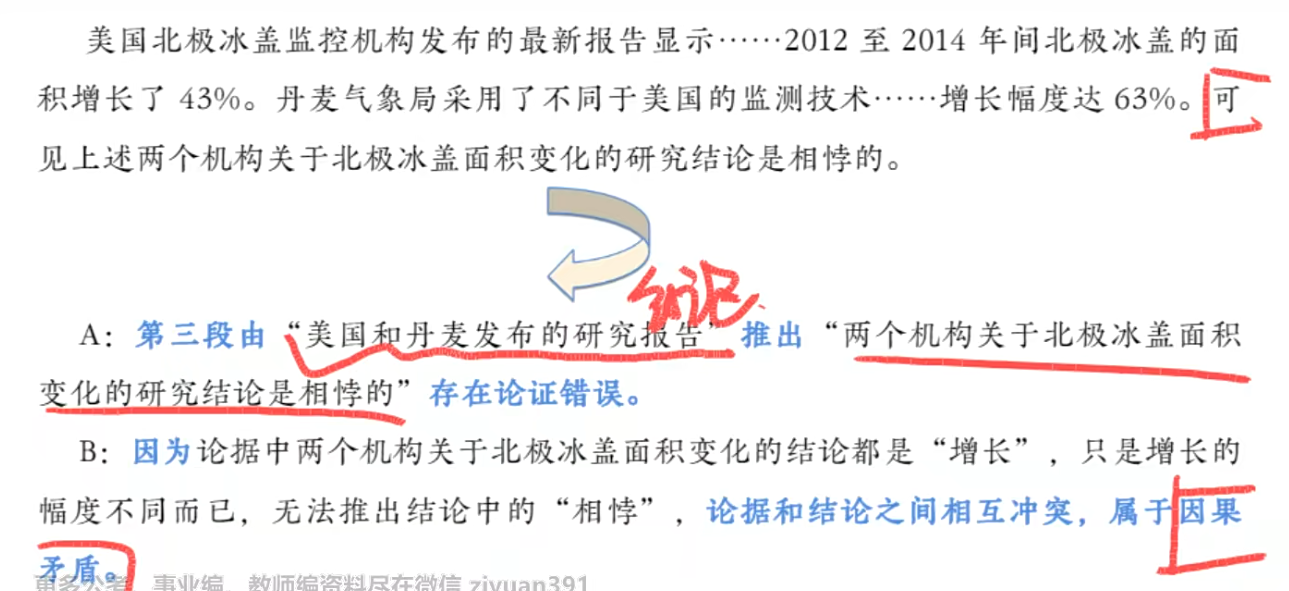 美国北极冰盖监控机构发布的最新报告显示……2012 至 2014 年间北极冰盖的面
积增长了 43%。丹麦气象局采用了不同于美国的监测技术……增长幅度达 63%。可
见上述两个机构关于北极冰盖面积变化的研究结论是相悖的。
A：第三段由“美国和丹麦发布的研究报告”推出“两个机构关于北极冰盖面积
变化的研究结论是相悖的”存在论证错误。
B：因为论据中两个机构关于北极冰盖面积变化的结论都是“增长”，只是增长的
幅度不同而已，无法推出结论中的“相悖”，论据和结论之间相互冲突，属于因果
矛盾。
更多公考、事业编、教师编资料尽在微信 ziyuan391